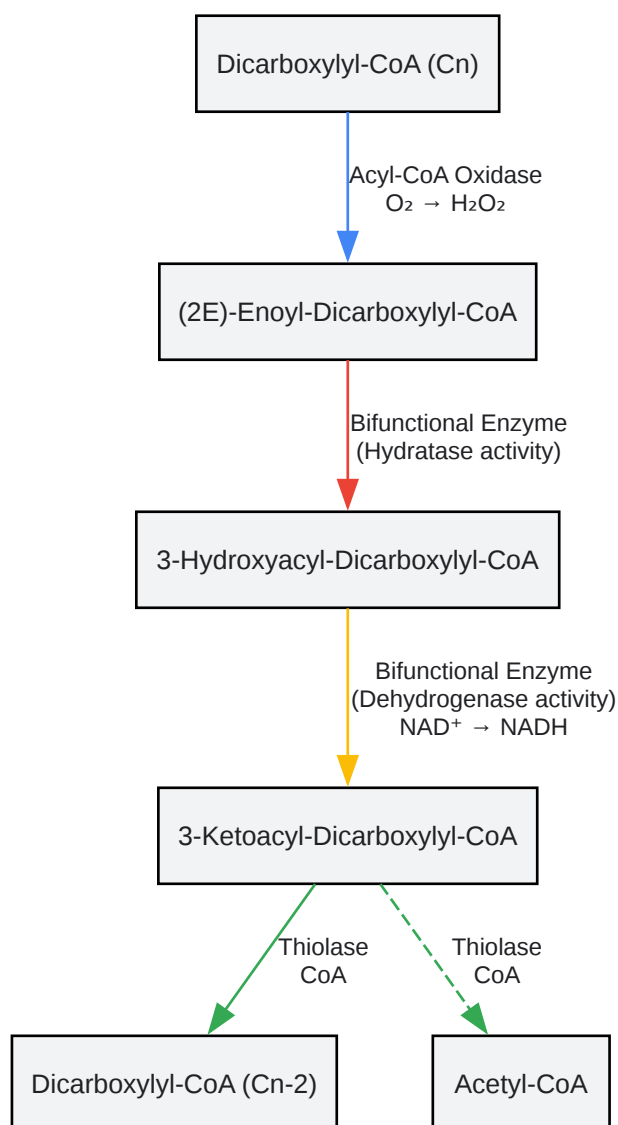 Dicarboxylyl-CoA (Cn)
Acyl-CoA Oxidase
O₂ → H₂O₂
(2E)-Enoyl-Dicarboxylyl-CoA
Bifunctional Enzyme
(Hydratase activity)
3-Hydroxyacyl-Dicarboxylyl-CoA
Bifunctional Enzyme
(Dehydrogenase activity)
NAD⁺ → NADH
3-Ketoacyl-Dicarboxylyl-CoA
Thiolase
CoA
Thiolase
CoA
Dicarboxylyl-CoA (Cn-2)
Acetyl-CoA